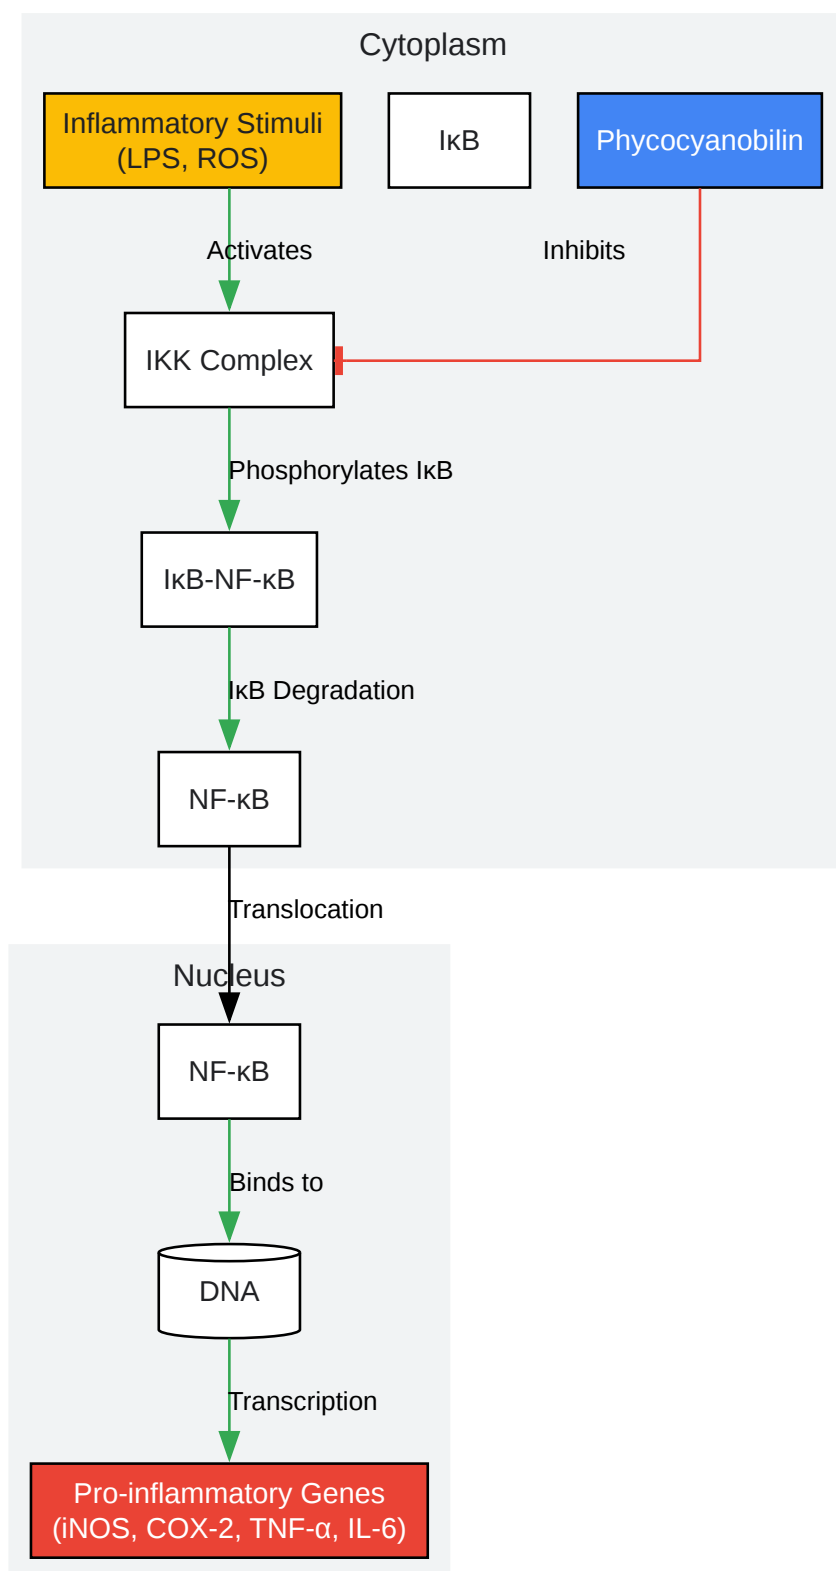 Cytoplasm
Inflammatory Stimuli
(LPS, ROS)
IκB
Phycocyanobilin
Activates
Inhibits
IKK Complex
Phosphorylates IκB
IκB-NF-κB
IκB Degradation
NF-κB
Translocation
Nucleus
NF-κB
Binds to
DNA
Transcription
Pro-inflammatory Genes
(iNOS, COX-2, TNF-α, IL-6)